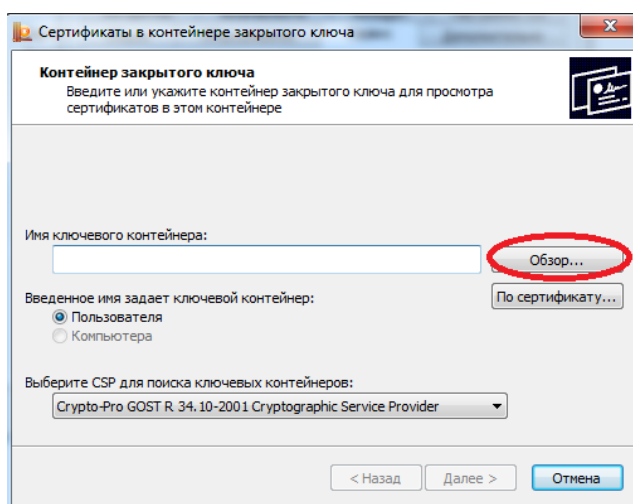 Сертификаты в контейнере закрытого ключа
Контейнер закрытого ключа
Введите или укажите контейнер закрытого ключа для просмотра
сертификатов в этом контейнере
Имя ключевого контейнера:
Обзор...
Введенное имя задает ключевой контейнер:
По сертификату...
Пользователя
Компьютера
Выберите CSP для поиска ключевых контейнеров:
Crypto-Pro GOST R 34.10-2001 Cryptographic Service Provider
< Назад
Далее >
Отмена